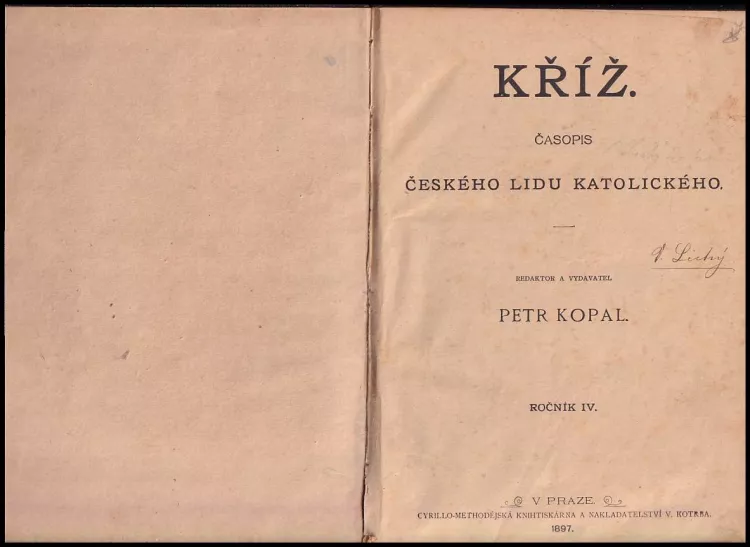 KŘÍŽ.
ČASOPIS
ČESKÉHO LIDU KATOLICKÉHO.
REDAKTOR A VYDAVATEL
PETR KOPAL.
ROČNÍK IV.
V PRAZE.
CYRILLO-METHODĚJSKÁ KNIHTISKÁRNA A NAKLADATELSTVÍ V. KOTRBA.
1897.